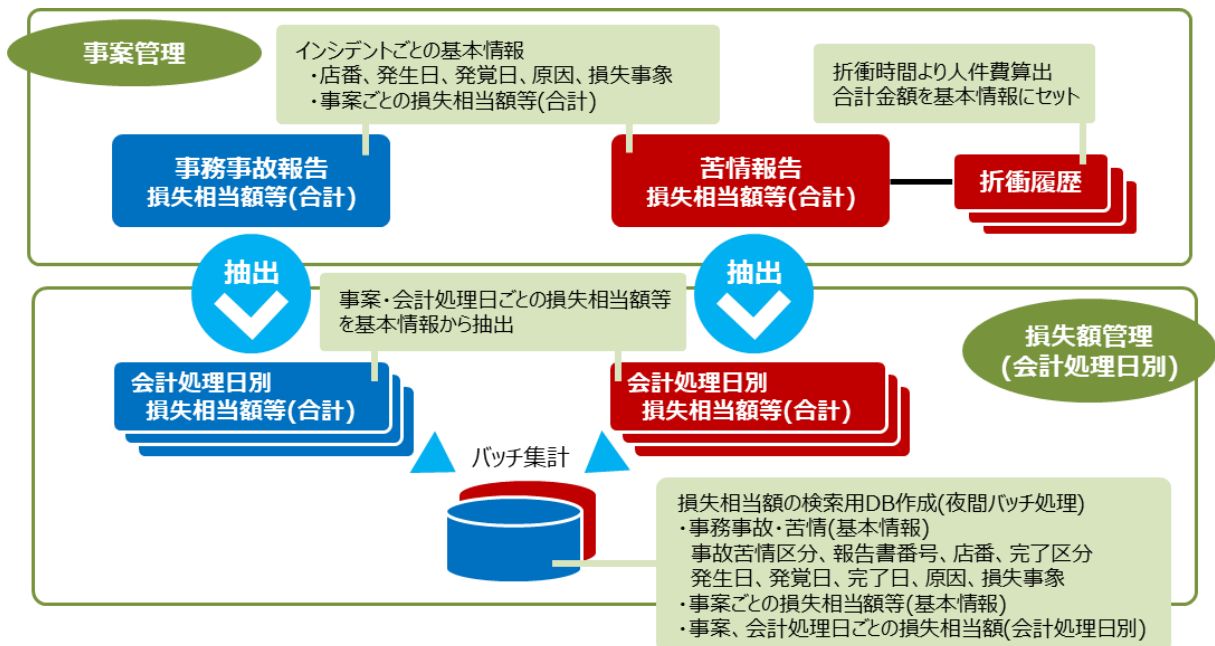 事案管理
インシデントごとの基本情報
・店番、発生日、発覚日、原因、損失事象
・事案ごとの損失相当額等(合計)
折衝時間より人件費算出
合計金額を基本情報にセット
事務事故報告
損失相当額等(合計)
苦情報告
損失相当額等(合計)
折衝履歴
抽出
抽出
事案・会計処理日ごとの損失相当額等
を基本情報から抽出
損失額管理
(会計処理日別)
会計処理日別
損失相当額等(合計)
会計処理日別
損失相当額等(合計)
バッチ集計
損失相当額の検索用DB作成(夜間バッチ処理)
・事務事故・苦情(基本情報)
事故苦情区分、報告書番号、店番、完了区分
発生日、発覚日、完了日、原因、損失事象
・事案ごとの損失相当額等(基本情報)
・事案、会計処理日ごとの損失相当額(会計処理日別)